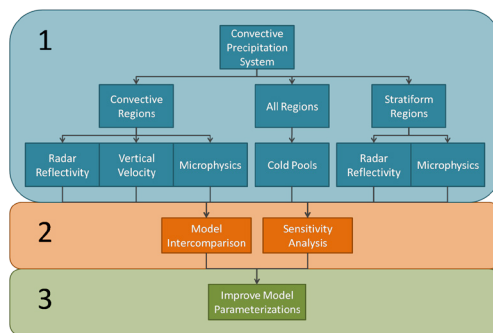 1
Convective
Precipitation
System
Convective
Regions
All Regions
Stratiform
Regions
Radar
Reflectivity
Vertical
Velocity
Microphysics
Cold Pools
Radar
Reflectivity
Microphysics
2
Model
Intercomparison
Sensitivity
Analysis
3
Improve Model
Parameterizations